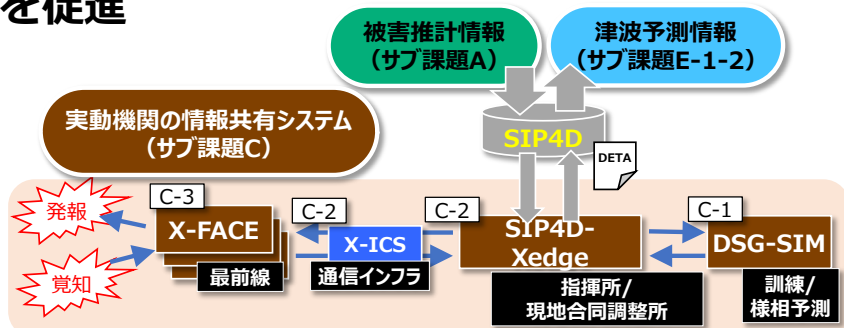 を促進
被害推計情報
（サブ課題A）
津波予測情報
（サブ課題E-1-2）
実動機関の情報共有システム
（サブ課題C）
SIP4D
DETA
発報
覚知
C-3
X-FACE
最前線
C-2
X-ICS
通信インフラ
C-2
SIP4D-
Xedge
指揮所/
現地合同調整所
C-1
DSG-SIM
訓練/
様相予測